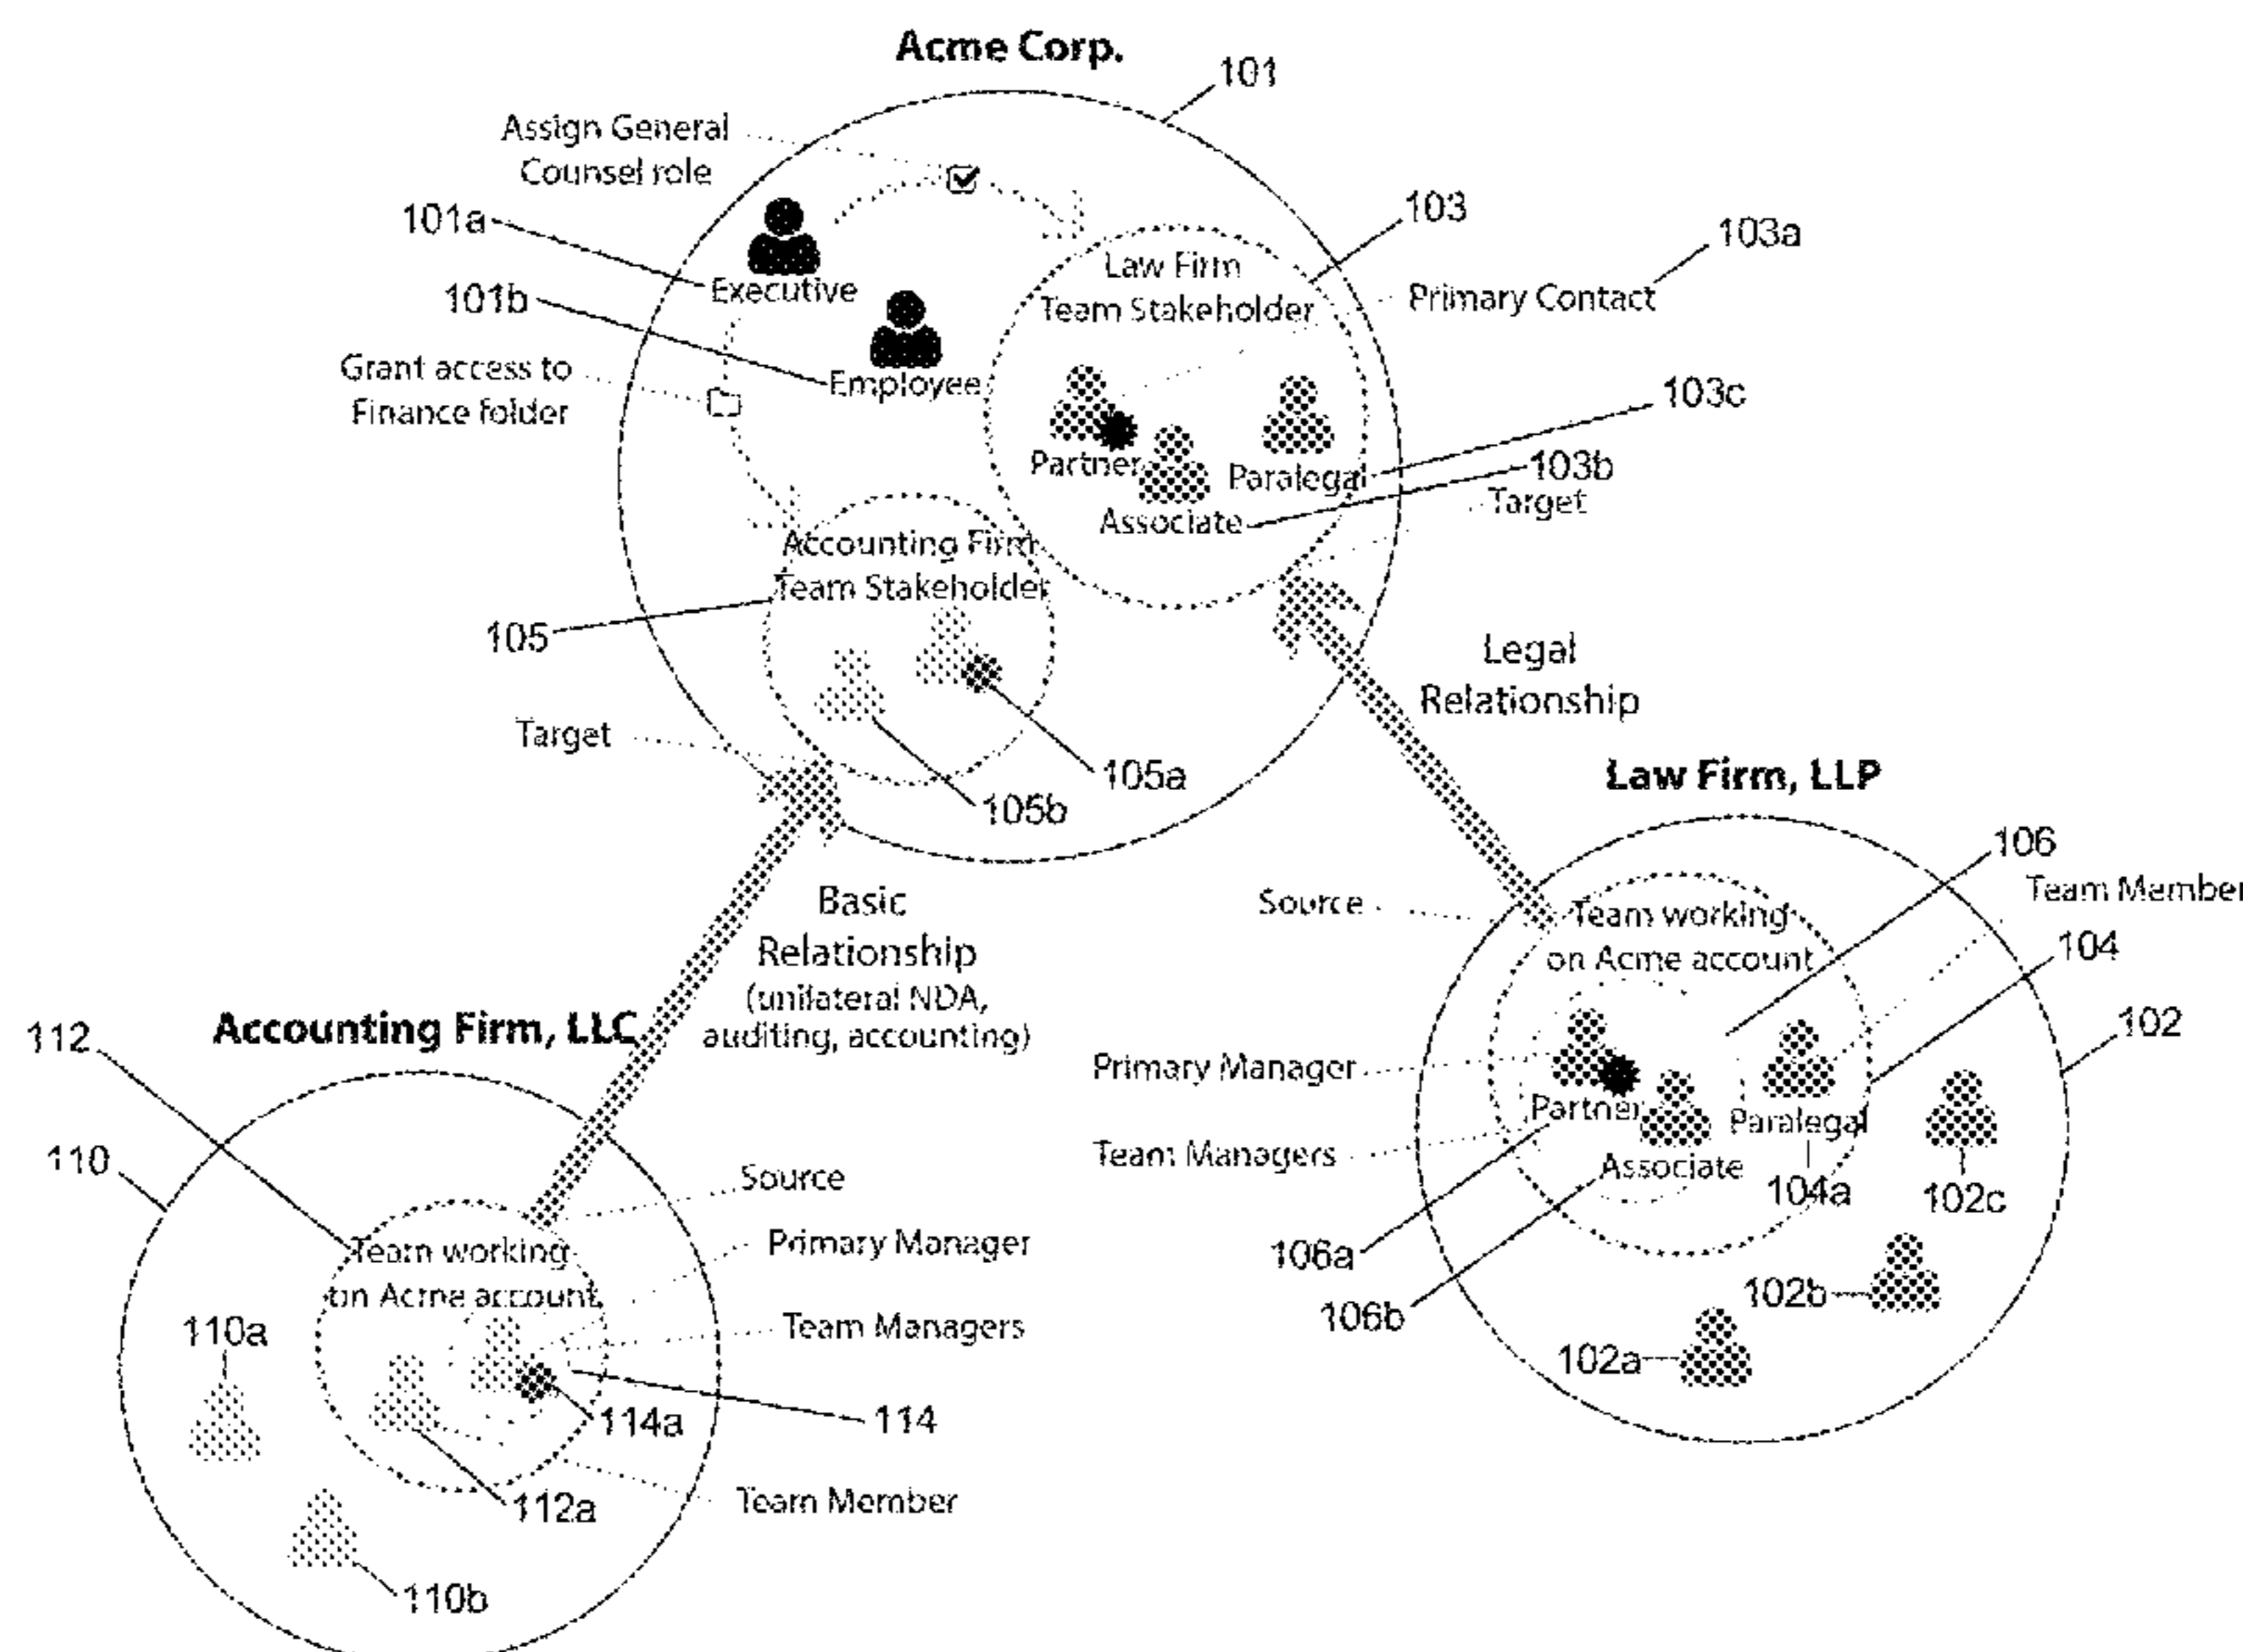 Acme Corp.
101
Assign General
Counsel role
101a
Executive
101b
Employee
Grant access to
Finance folder
103
103a
Law Firm
Team Stakeholder
Primary Contact
103c
Partner
Paralegal
103b
Associate
Target
Accounting Firm
Team Stakeholder
105
105a
105b
Target
Legal
Relationship
Basic
Relationship
(unilateral NDA,
auditing, accounting)
Law Firm, LLP
106
Source
Team working
on Acme account
Team Member
104
102
Primary Manager
Partner
Paralegal
Team Managers
Associate
104a
102c
106a
106b
102b
102a
Accounting Firm, LLC
112
110
Source
Team working
on Acme account
Primary Manager
Team Managers
110a
114a
114
112a
Team Member
110b